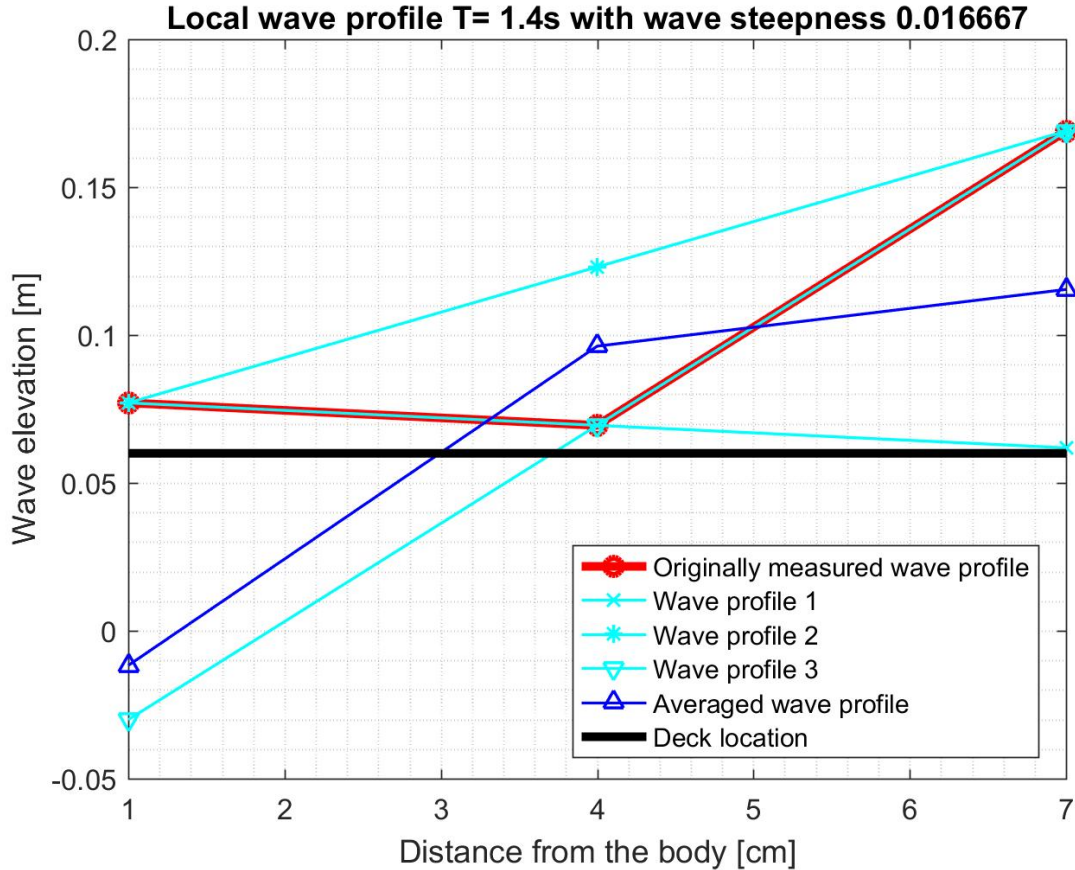 Local wave profile T= 1.4s with wave steepness 0.016667
0.2
0.15
0.1
0.05
0
-0.05
Wave elevation [m]
1
2
3
4
5
6
7
Distance from the body [cm]
Originally measured wave profile
Wave profile 1
Wave profile 2
Wave profile 3
Averaged wave profile
Deck location